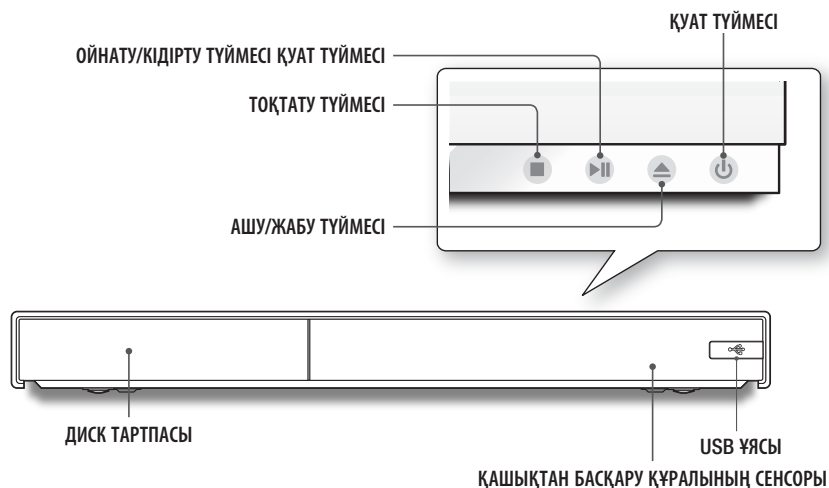 ҚУАТ ТҮЙМЕСІ
ОЙНАТУ/КІДІРТУ ТҮЙМЕСІ ҚУАТ ТҮЙМЕСІ
ТОҚТАТУ ТҮЙМЕСІ
АШУ/ЖАБУ ТҮЙМЕСІ
ДИСК ТАРТПАСЫ
USB ҰЯСЫ
ҚАШЫҚТАН БАСҚАРУ ҚҰРАЛЫНЫҢ СЕНСОРЫ